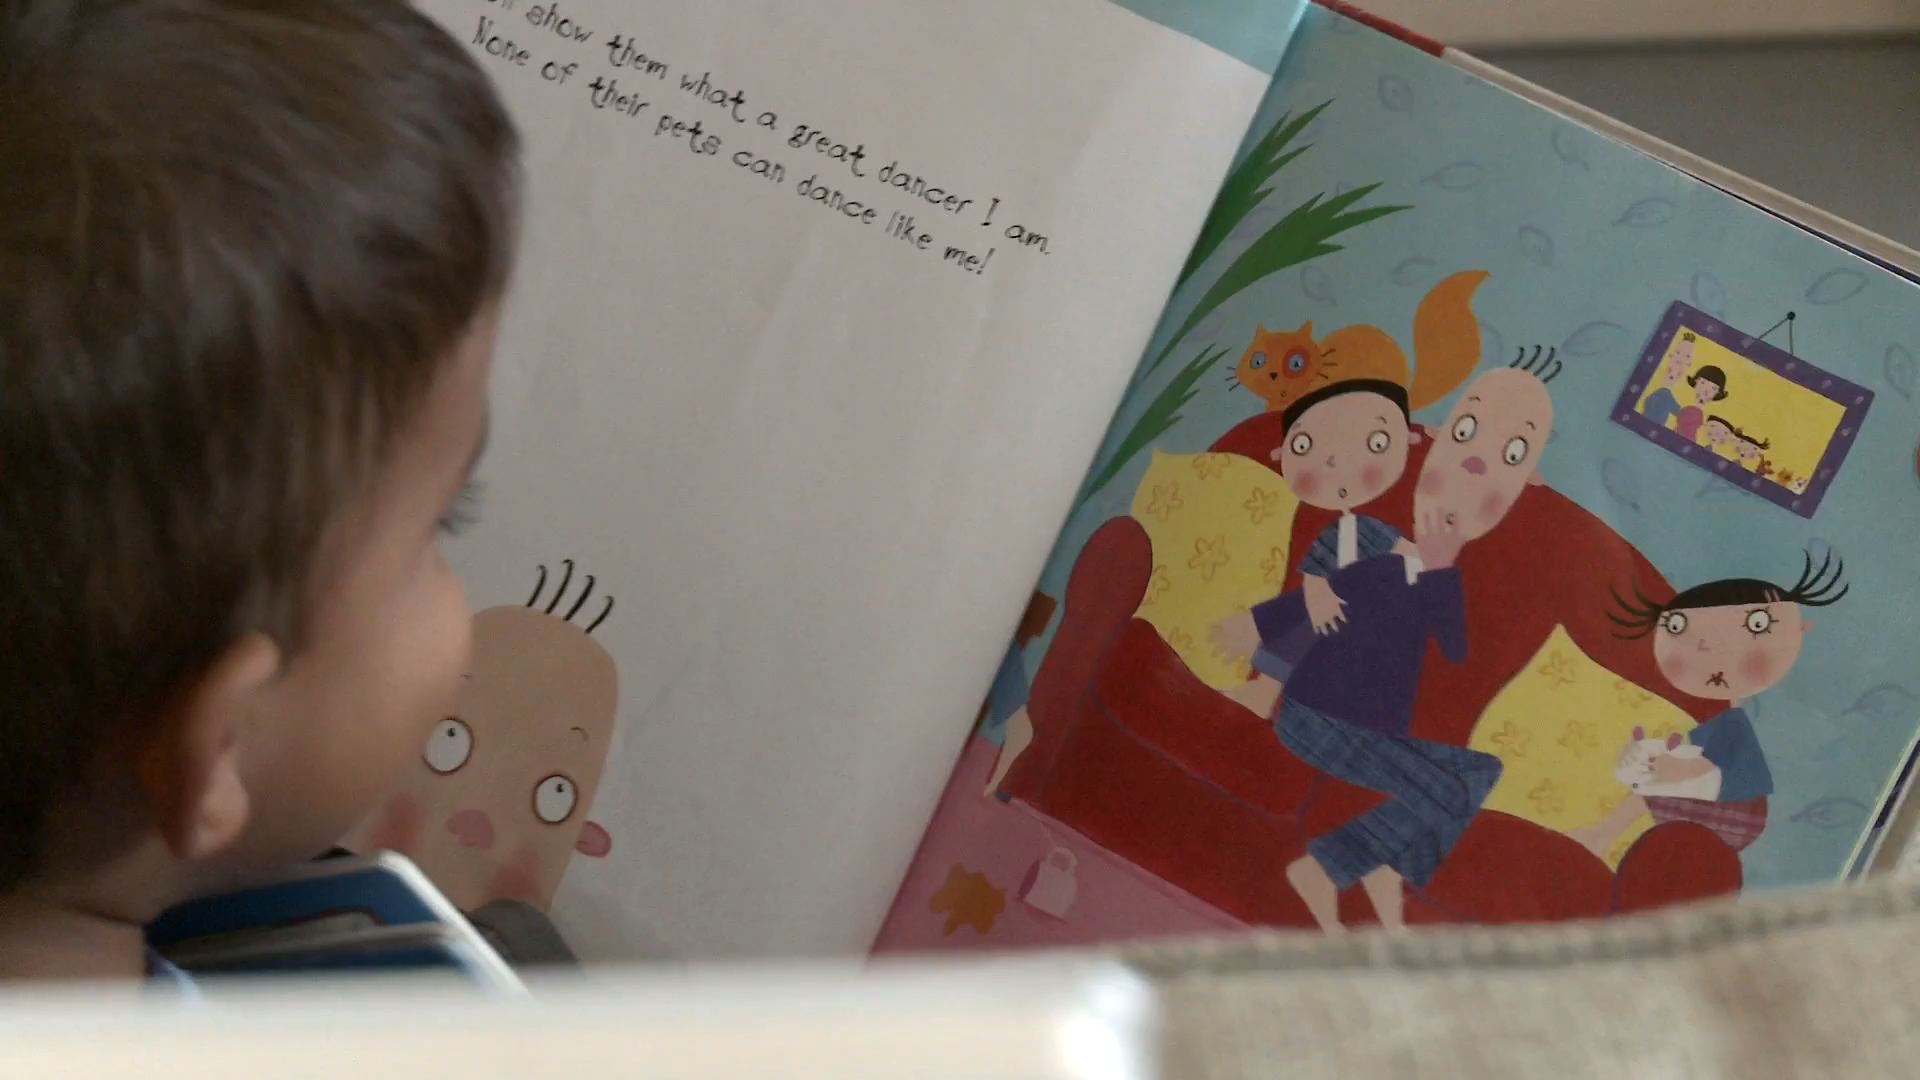 show them what a great dancer I am.
None of their pets can dance like me!